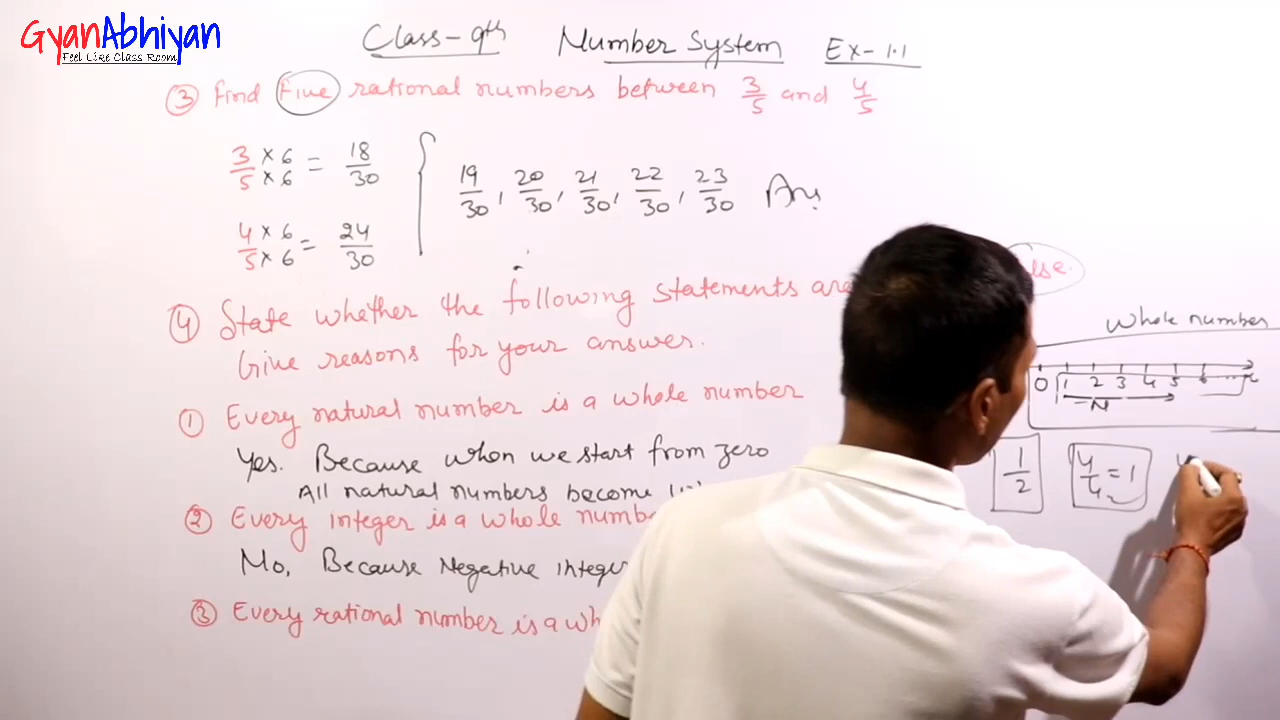 GyanAbhiyan
Feel Like Class Room
Class-9th Number System Ex-1.1
③ Find Five rational numbers between 3/5 and 4/5
3/5 × 6/× 6 = 18/30
4/5 × 6/× 6 = 24/30
19/30, 20/30, 21/30, 22/30, 23/30 Ans
④ State whether the following statements are
Give reasons for your answer.
① Every natural number is a whole number
Yes. Because when we start from zero
All natural numbers become
② Every integer is a whole
No, Because Negative
③ Every rational number is a
whole number
0 1 2 3 4 5 6
N
1/2 4/4 = 1